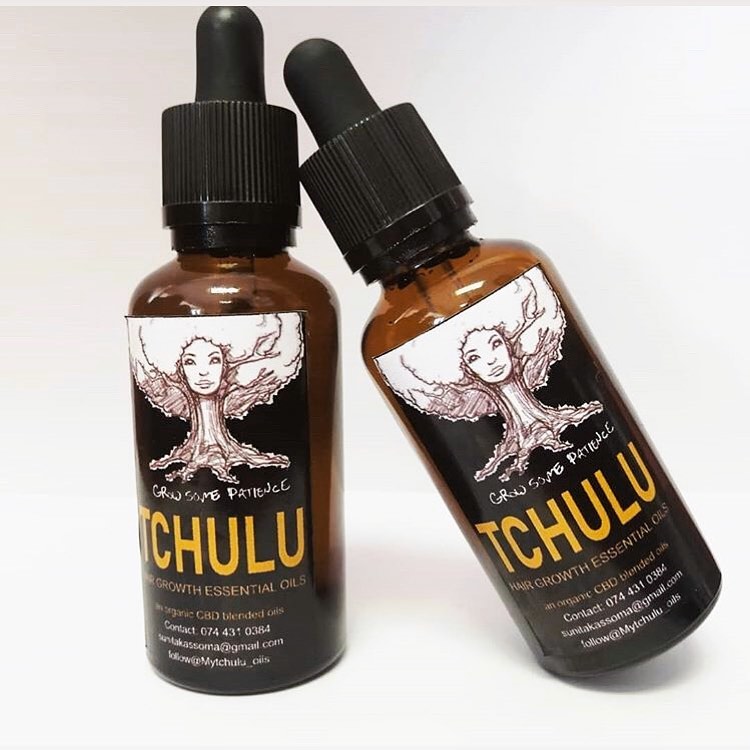 GROW SOME PATIENCE
TCHULU
HAIR GROWTH ESSENTIAL OILS
an organic CBD blended oils
Contact: 074 431 0384
sunitakassoma@gmail.com
follow@Mytchulu_oils
GROW SOME PATIENCE
TCHULU
HAIR GROWTH ESSENTIAL OILS
an organic CBD blended oils
Contact: 074 431 0384
sunitakassoma@gmail.com
follow@Mytchulu_oils